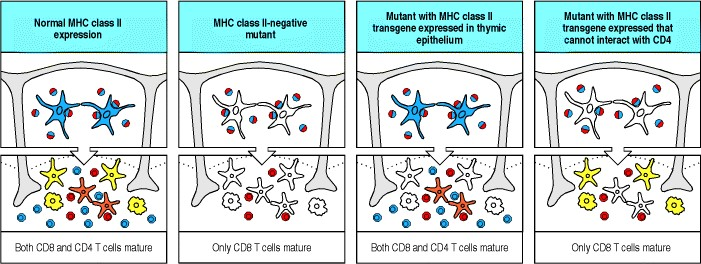 Normal MHC class II
expression
MHC class II-negative
mutant
Mutant with MHC class II
transgene expressed in thymic
epithelium
Mutant with MHC class II
transgene expressed that
cannot interact with CD4
Both CD8 and CD4 T cells mature
Only CD8 T cells mature
Both CD8 and CD4 T cells mature
Only CD8 T cells mature